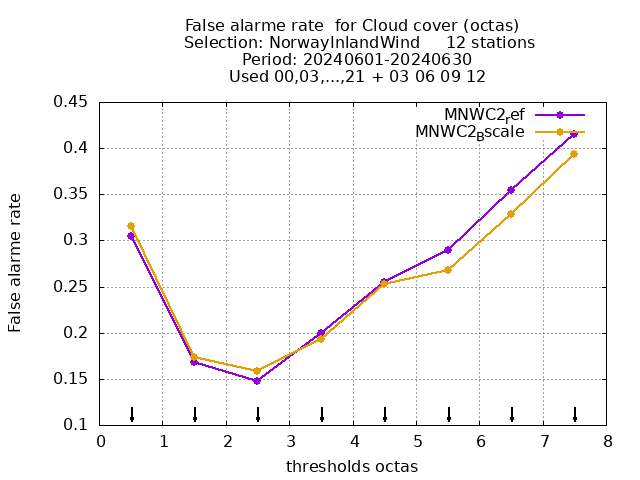 False alarme rate  for Cloud cover (octas)
Selection: NorwayInlandWind     12 stations
Period: 20240601-20240630
Used 00,03,...,21 + 03 06 09 12
MNWC2ref
MNWC2Bscale
False alarme rate
0.45
0.4
0.35
0.3
0.25
0.2
0.15
0.1
0 1 2 3 4 5 6 7 8
thresholds octas